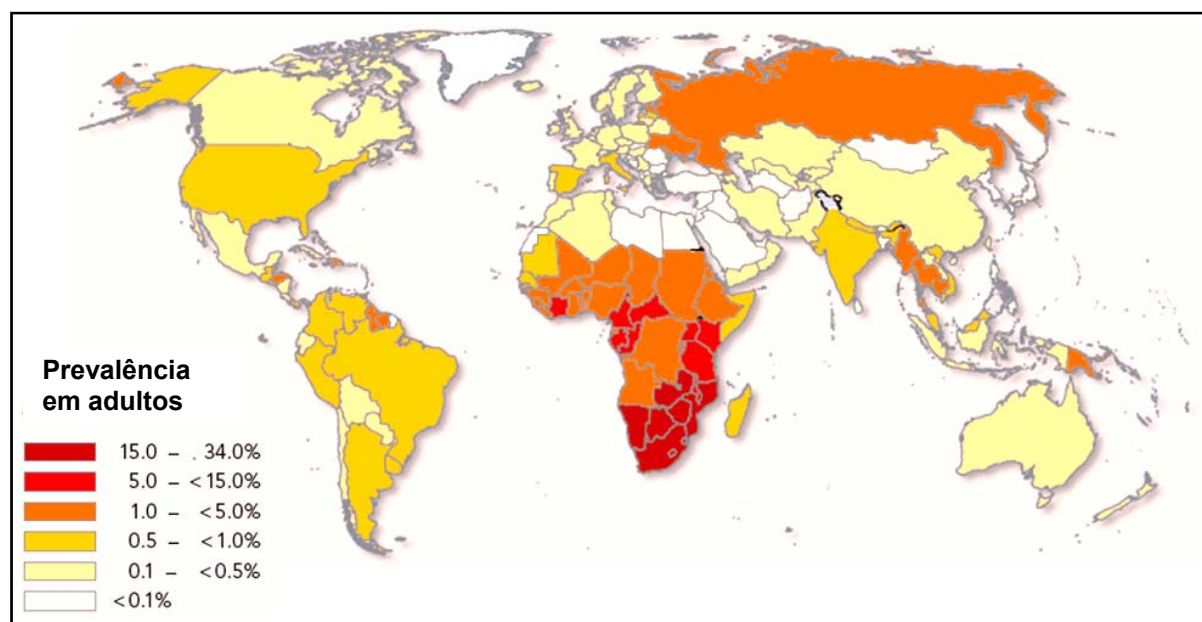 Prevalência
em adultos
15.0 – . 34.0%
5.0 – <15.0%
1.0 – <5.0%
0.5 – <1.0%
0.1 – <0.5%
<0.1%